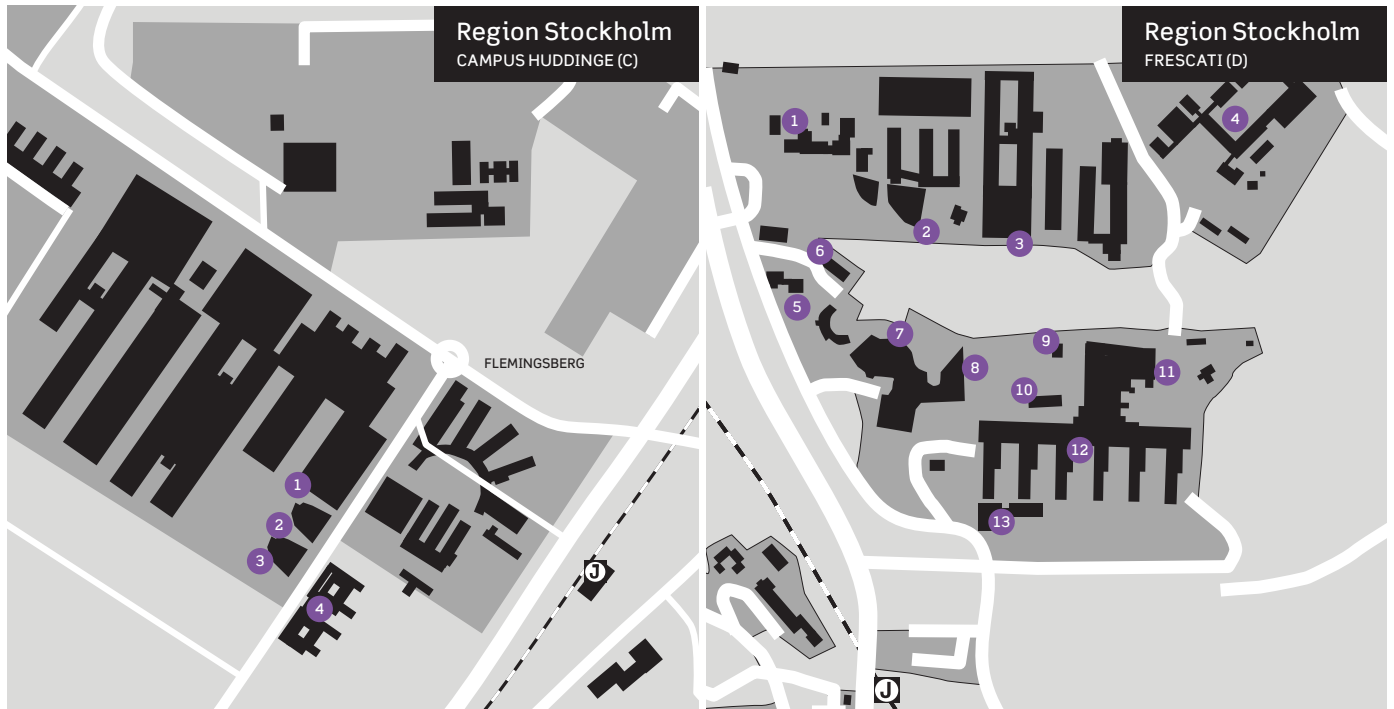 Region Stockholm
CAMPUS HUDDINGE (C)
FLEMINGSBERG
1
2
3
4
J
Region Stockholm
FRESCATI (D)
1
4
2
3
6
5
7
9
8
11
10
12
13
J